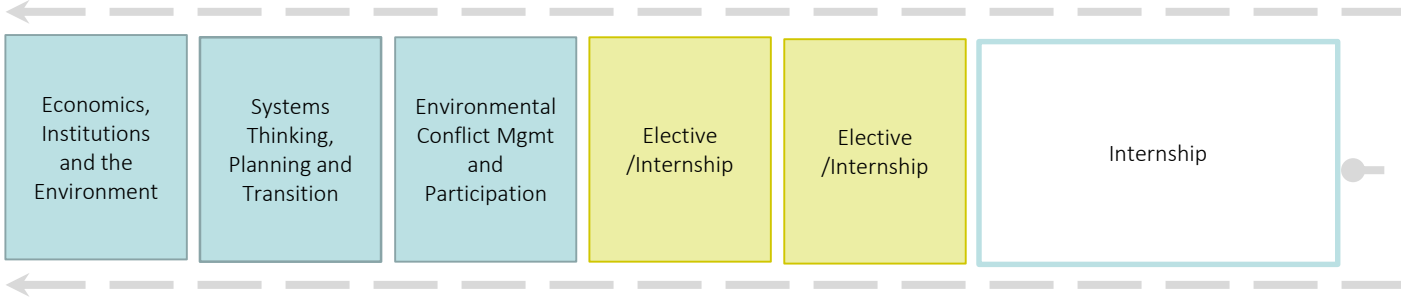 Economics,
Institutions
and the
Environment
Systems
Thinking,
Planning and
Transition
Environmental
Conflict Mgmt
and
Participation
Elective
/Internship
Elective
/Internship
Internship